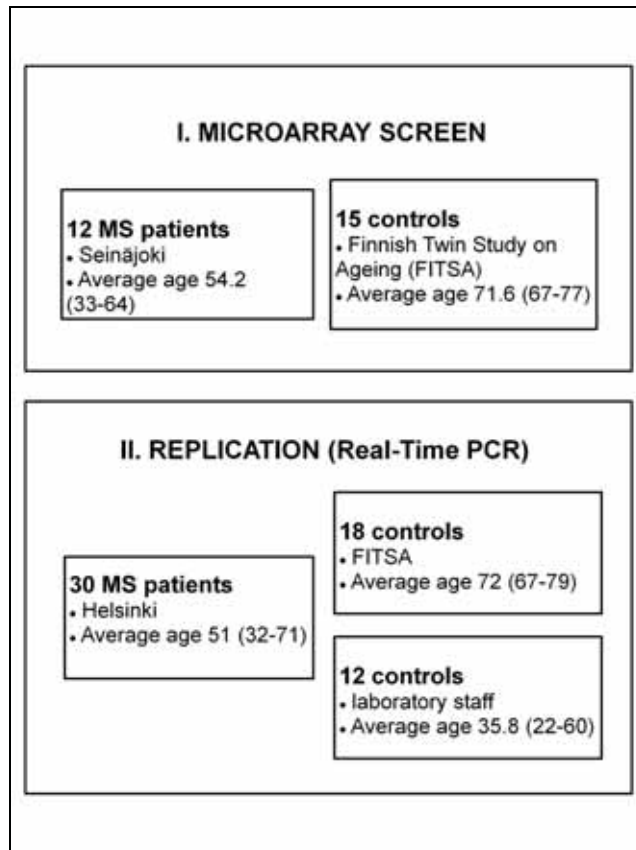 I. MICROARRAY SCREEN
12 MS patients
• Seinäjoki
• Average age 54.2
(33-64)
15 controls
• Finnish Twin Study on
Ageing (FITSA)
• Average age 71.6 (67-77)
II. REPLICATION (Real-Time PCR)
30 MS patients
• Helsinki
• Average age 51 (32-71)
18 controls
• FITSA
• Average age 72 (67-79)
12 controls
• laboratory staff
• Average age 35.8 (22-60)